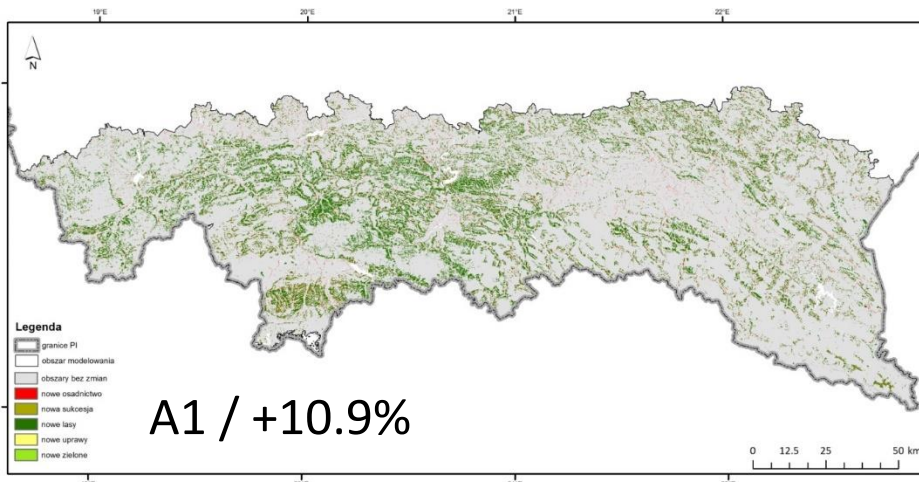 19°E 20°E 21°E 22°E
N
Legenda
granice Pl
obszar modelowania
obszary bez zmian
nowe osadnictwo
nowa sukcesja
nowe lasy
nowe uprawy
nowe zielone
A1 / +10.9%
0 12.5 25 50 km